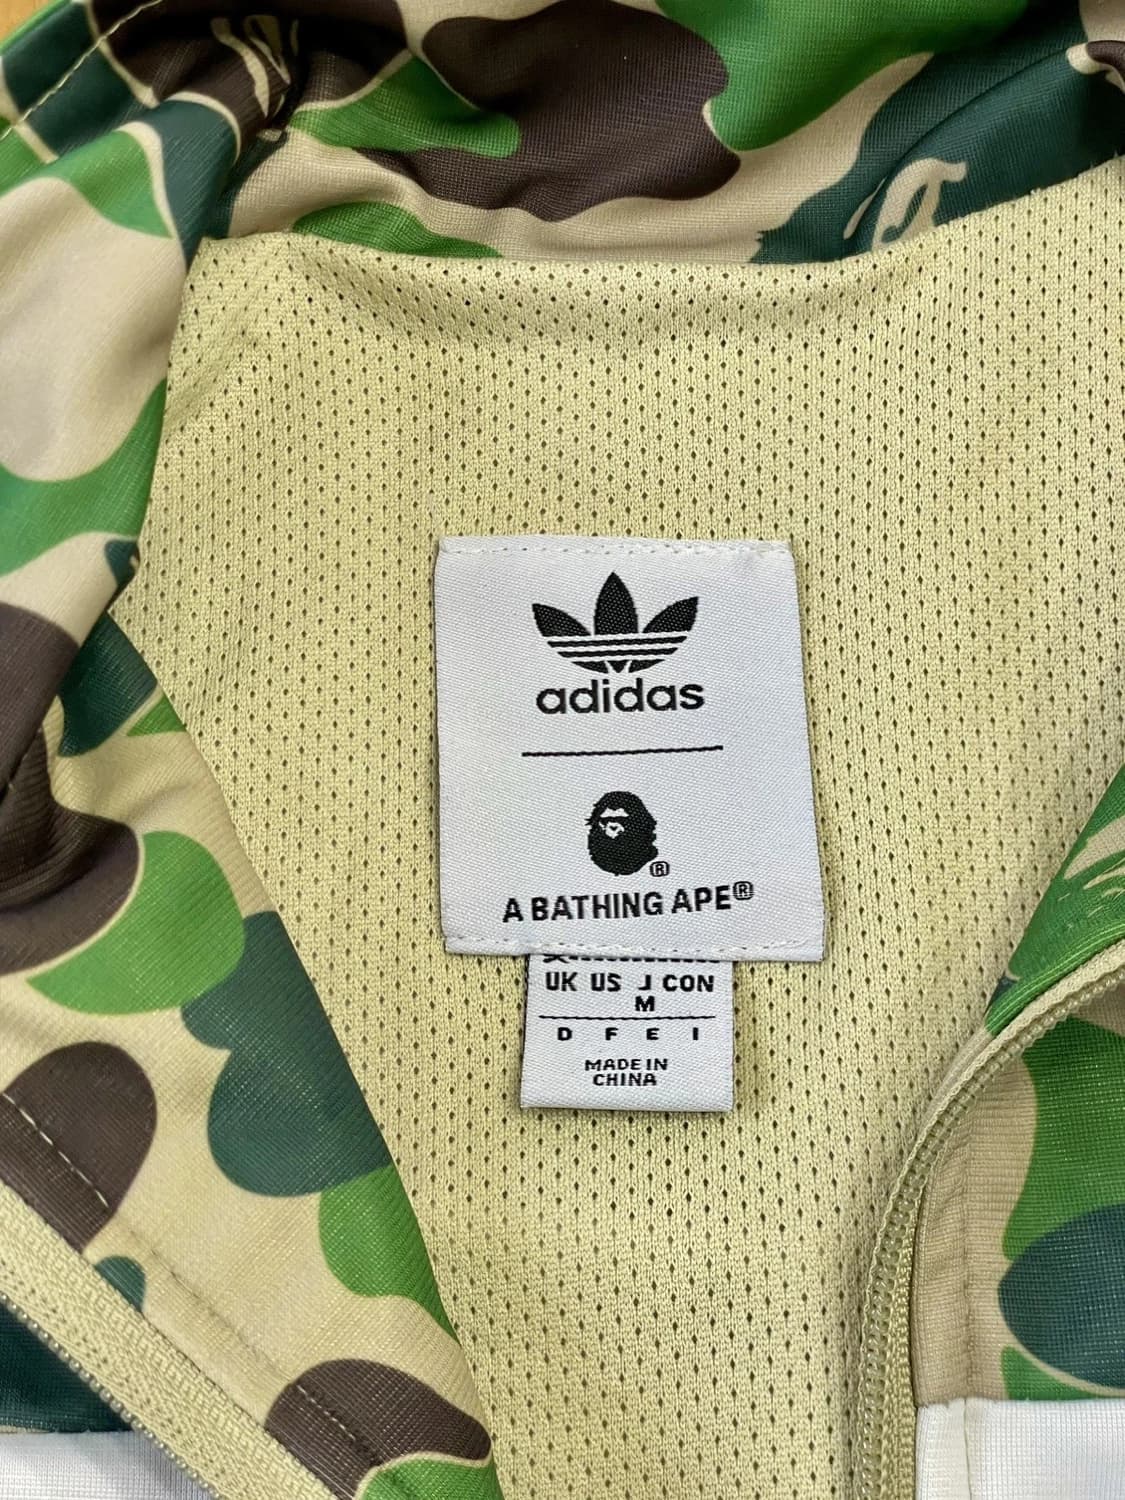 adidas
®
A BATHING APE®
UK US J CON
M
D F E I
MADE IN
CHINA